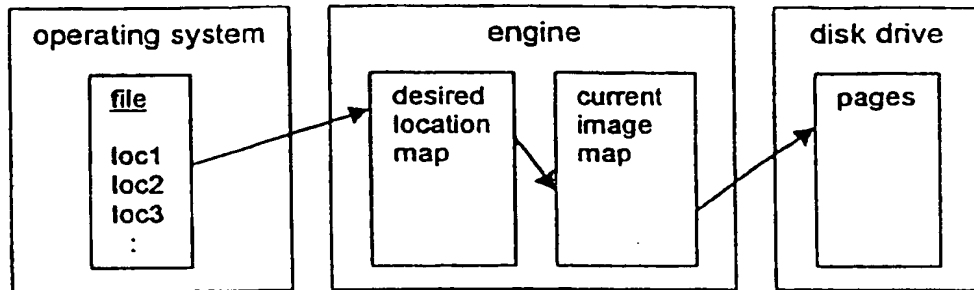 operating system
file
loc1
loc2
loc3
:
engine
desired
location
map
current
image
map
disk drive
pages